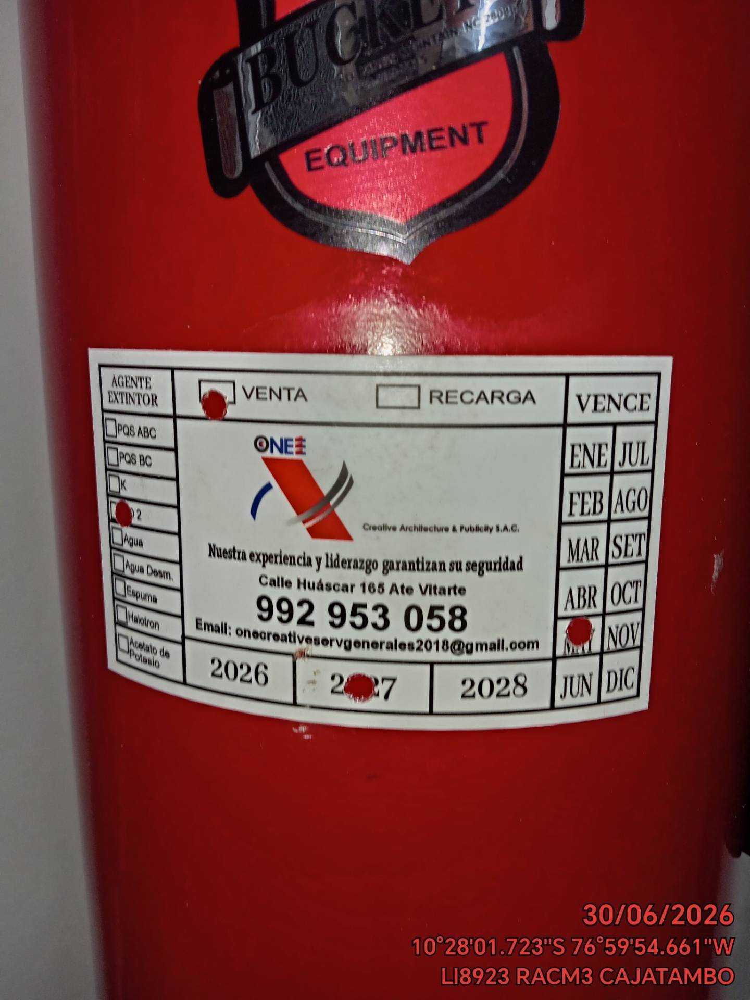 BUCKEYE
EQUIPMENT
AGENTE
EXTINTOR
VENTA
RECARGA
VENCE
PQS ABC
PQS BC
K
2
Agua
Agua Desm.
Espuma
Halotron
Acetato de
Potasio
ONE
Creative Architecture & Publicity S.A.C.
Nuestra experiencia y liderazgo garantizan su seguridad
Calle Huáscar 165 Ate Vitarte
992 953 058
Email: onecreativeservgenerales2018@gmail.com
2026
2027
2028
ENE JUL
FEB AGO
MAR SET
ABR OCT
MAY NOV
JUN DIC
30/06/2026
10°28'01.723"S 76°59'54.661"W
LI8923 RACM3 CAJATAMBO